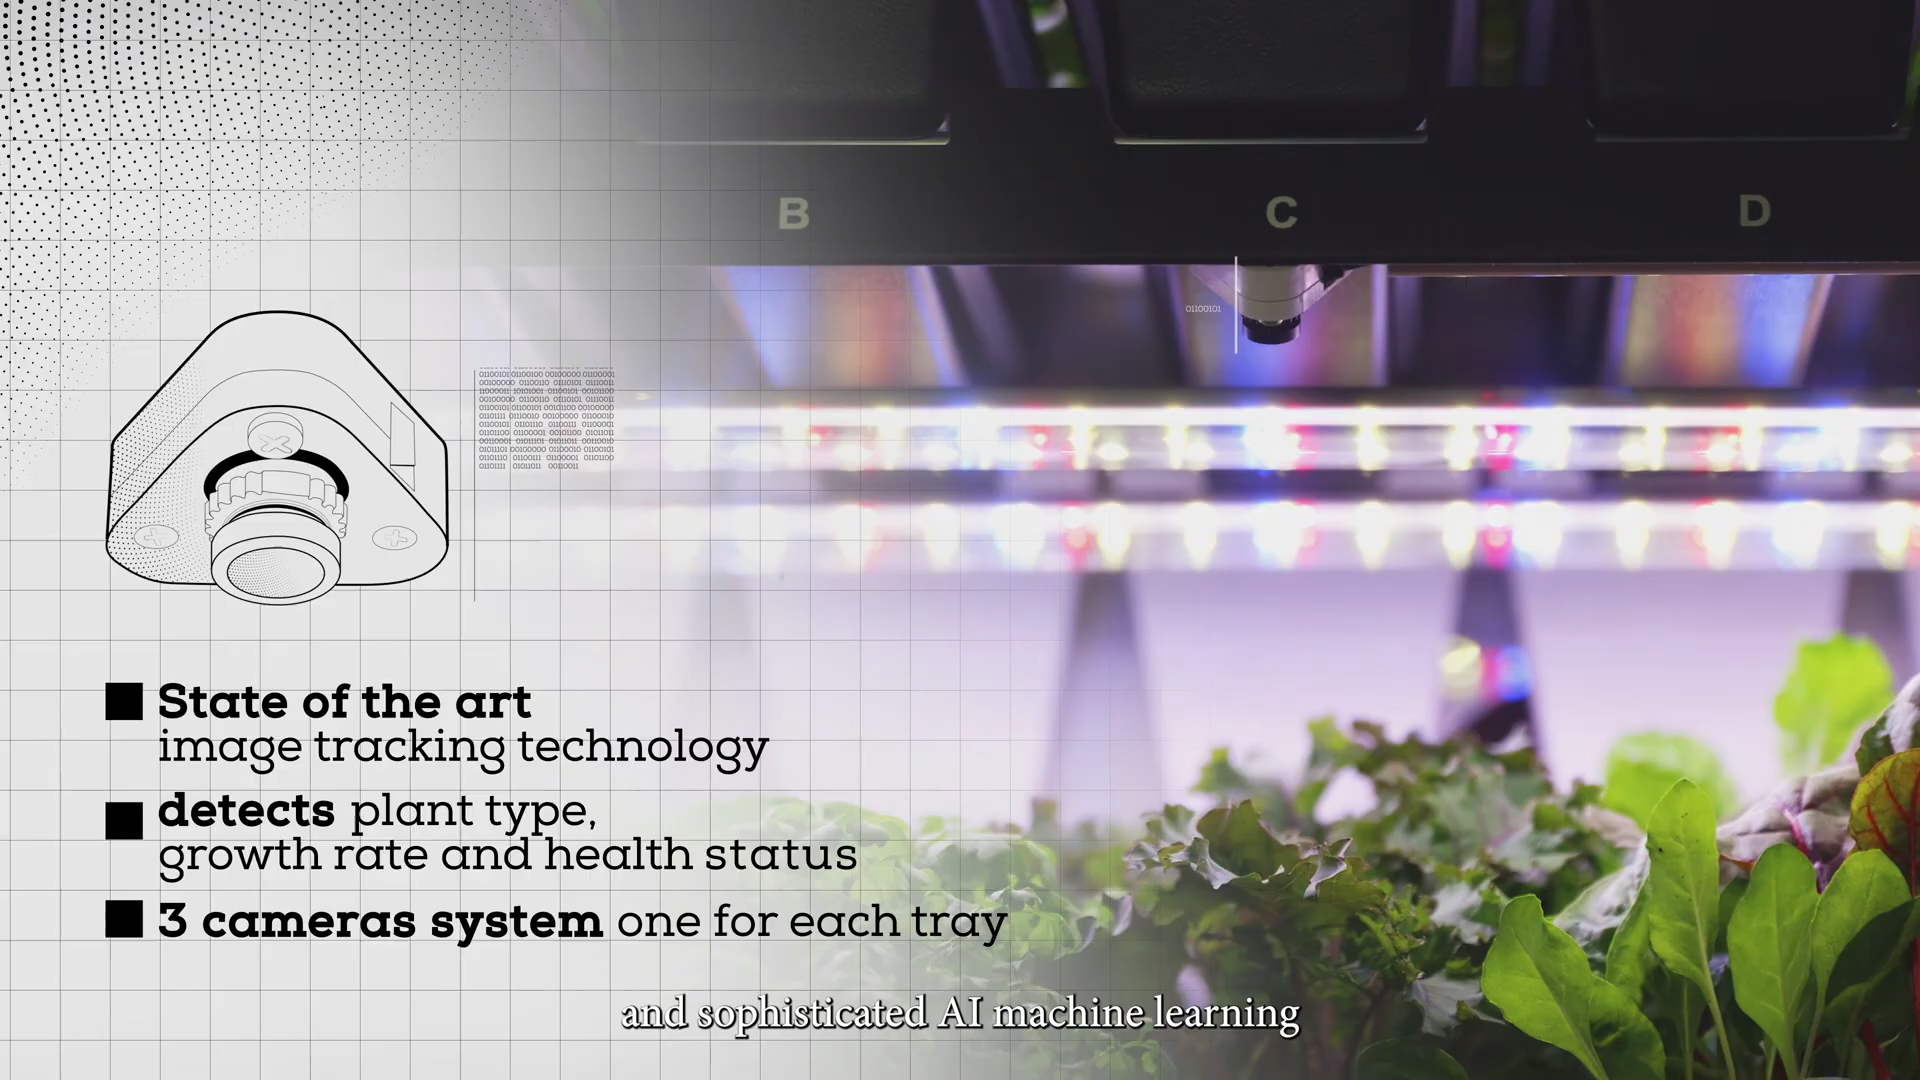 B
C
D
01100101
State of the art
image tracking technology
detects plant type,
growth rate and health status
3 cameras system one for each tray
and sophisticated AI machine learning